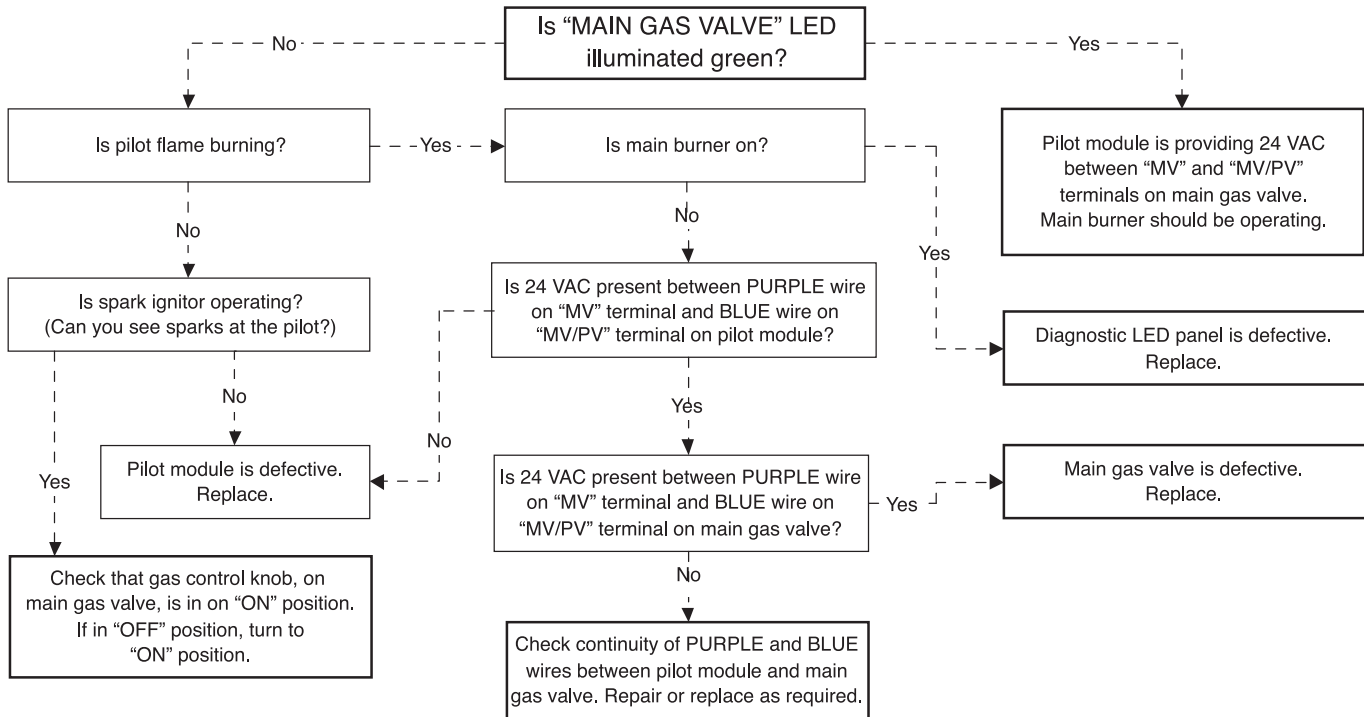 Is “MAIN GAS VALVE” LED
illuminated green?
No
Yes
Is pilot flame burning?
Yes
Is main burner on?
Pilot module is providing 24 VAC
between “MV” and “MV/PV”
terminals on main gas valve.
Main burner should be operating.
No
No
Yes
Is spark ignitor operating?
(Can you see sparks at the pilot?)
Is 24 VAC present between PURPLE wire
on “MV” terminal and BLUE wire on
“MV/PV” terminal on pilot module?
Diagnostic LED panel is defective.
Replace.
No
Yes
No
Yes
Pilot module is defective.
Replace.
Is 24 VAC present between PURPLE wire
on “MV” terminal and BLUE wire on
“MV/PV” terminal on main gas valve?
Yes
Main gas valve is defective.
Replace.
No
Check that gas control knob, on
main gas valve, is in on “ON” position.
If in “OFF” position, turn to
“ON” position.
Check continuity of PURPLE and BLUE
wires between pilot module and main
gas valve. Repair or replace as required.